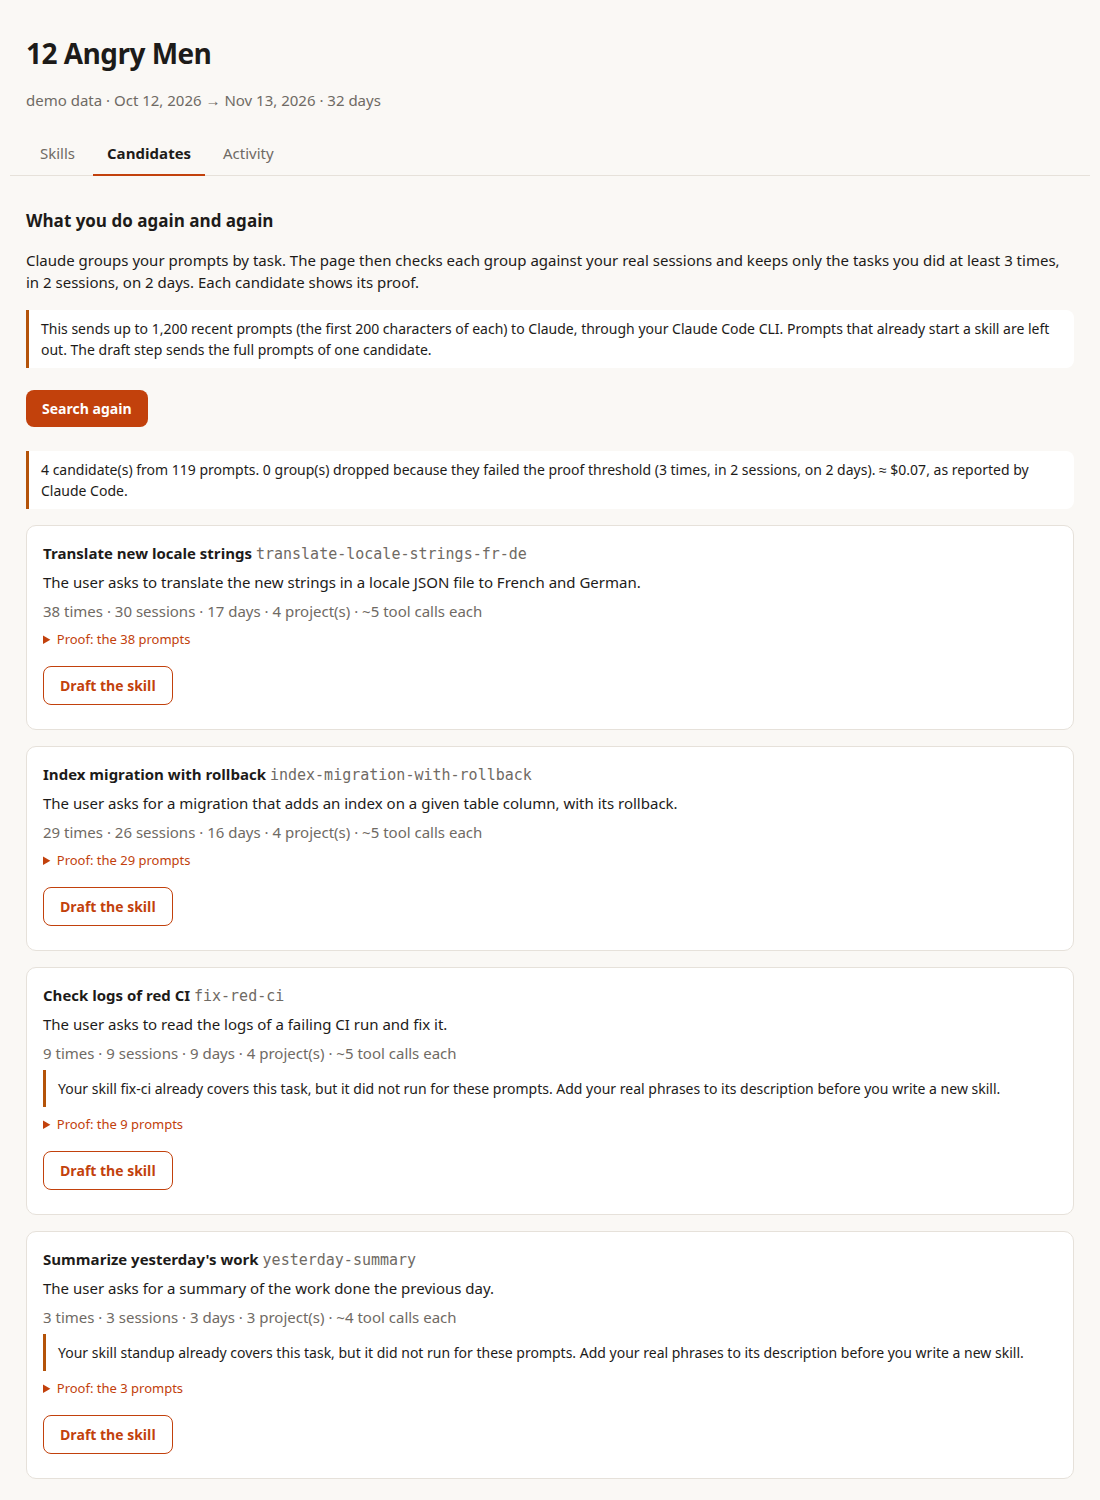 12 Angry Men
demo data · Oct 12, 2026 → Nov 13, 2026 · 32 days
Skills Candidates Activity
What you do again and again
Claude groups your prompts by task. The page then checks each group against your real sessions and keeps only the tasks you did at least 3 times,
in 2 sessions, on 2 days. Each candidate shows its proof.
This sends up to 1,200 recent prompts (the first 200 characters of each) to Claude, through your Claude Code CLI. Prompts that already start a skill are left
out. The draft step sends the full prompts of one candidate.
Search again
4 candidate(s) from 119 prompts. 0 group(s) dropped because they failed the proof threshold (3 times, in 2 sessions, on 2 days). ≈ $0.07, as reported by
Claude Code.
Translate new locale strings translate-locale-strings-fr-de
The user asks to translate the new strings in a locale JSON file to French and German.
38 times · 30 sessions · 17 days · 4 project(s) · ~5 tool calls each
▶ Proof: the 38 prompts
Draft the skill
Index migration with rollback index-migration-with-rollback
The user asks for a migration that adds an index on a given table column, with its rollback.
29 times · 26 sessions · 16 days · 4 project(s) · ~5 tool calls each
▶ Proof: the 29 prompts
Draft the skill
Check logs of red CI fix-red-ci
The user asks to read the logs of a failing CI run and fix it.
9 times · 9 sessions · 9 days · 4 project(s) · ~5 tool calls each
Your skill fix-ci already covers this task, but it did not run for these prompts. Add your real phrases to its description before you write a new skill.
▶ Proof: the 9 prompts
Draft the skill
Summarize yesterday's work yesterday-summary
The user asks for a summary of the work done the previous day.
3 times · 3 sessions · 3 days · 3 project(s) · ~4 tool calls each
Your skill standup already covers this task, but it did not run for these prompts. Add your real phrases to its description before you write a new skill.
▶ Proof: the 3 prompts
Draft the skill